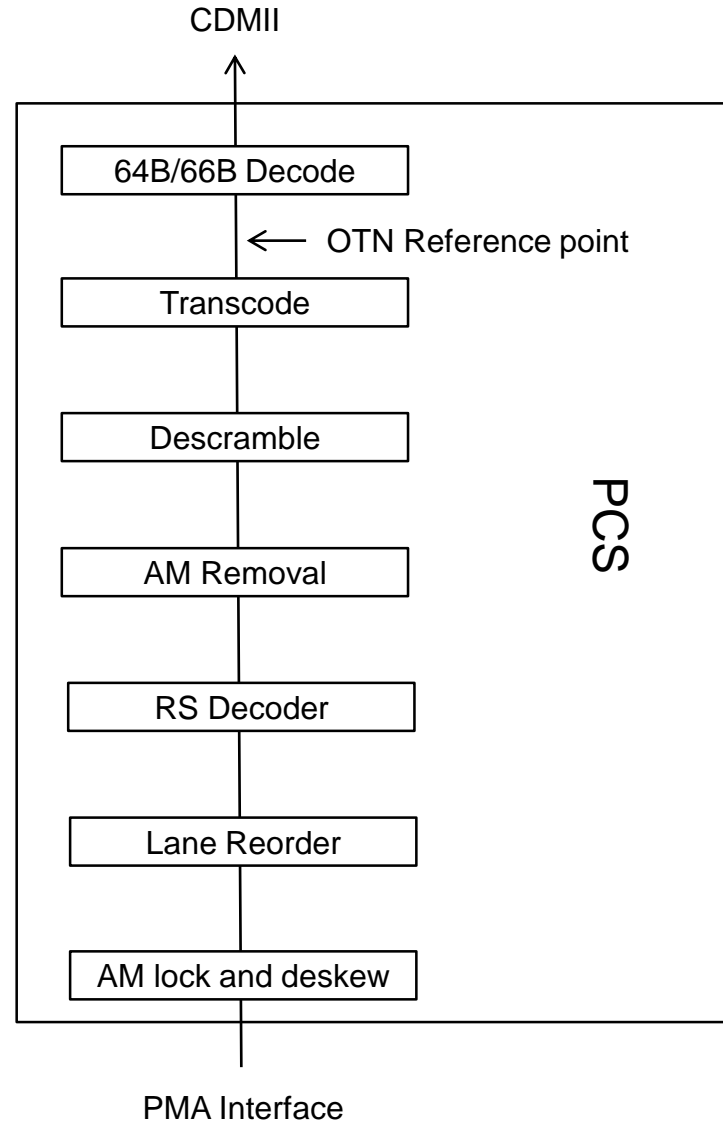 CDMII
64B/66B Decode
OTN Reference point
Transcode
Descramble
PCS
AM Removal
RS Decoder
Lane Reorder
AM lock and deskew
PMA Interface